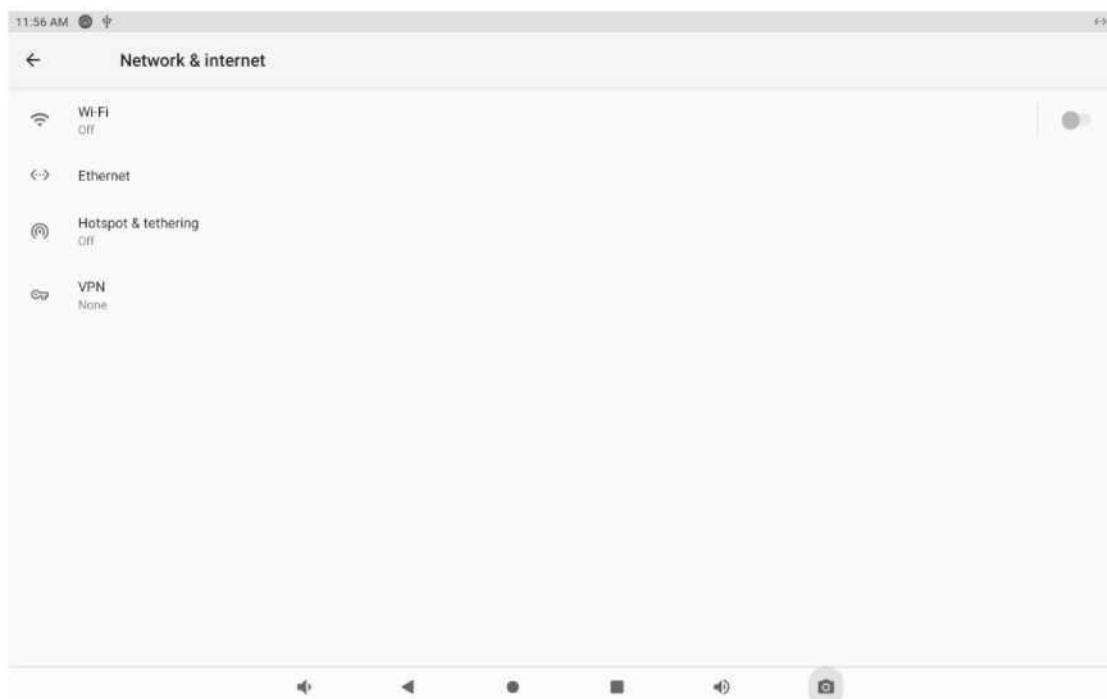 11:56 AM
Network & internet
Wi-Fi
Off
Ethernet
Hotspot & tethering
Off
VPN
None